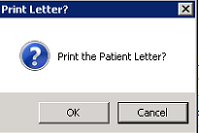 Print Letter?
Print the Patient Letter?
OK
Cancel